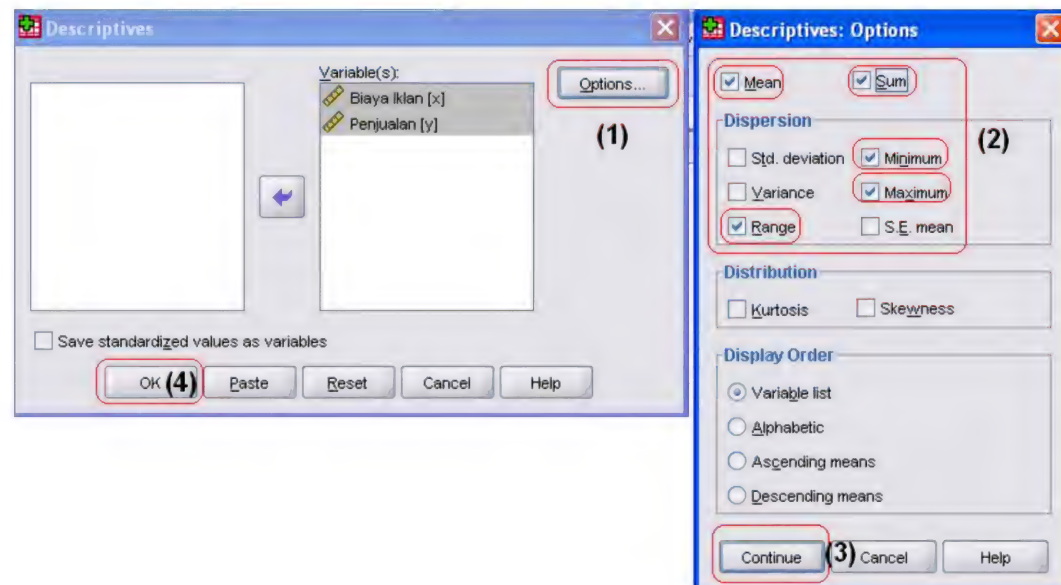 Descriptives
Variable(s):
Biaya Iklan [x]
Penjualan [y]
Options...
(1)
Save standardized values as variables
OK (4) Paste Reset Cancel Help
Descriptives: Options
Mean Sum
Dispersion
(2)
Std. deviation Minimum
Variance Maximum
Range S.E. mean
Distribution
Kurtosis Skewness
Display Order
Variable list
Alphabetic
Ascending means
Descending means
Continue (3) Cancel Help